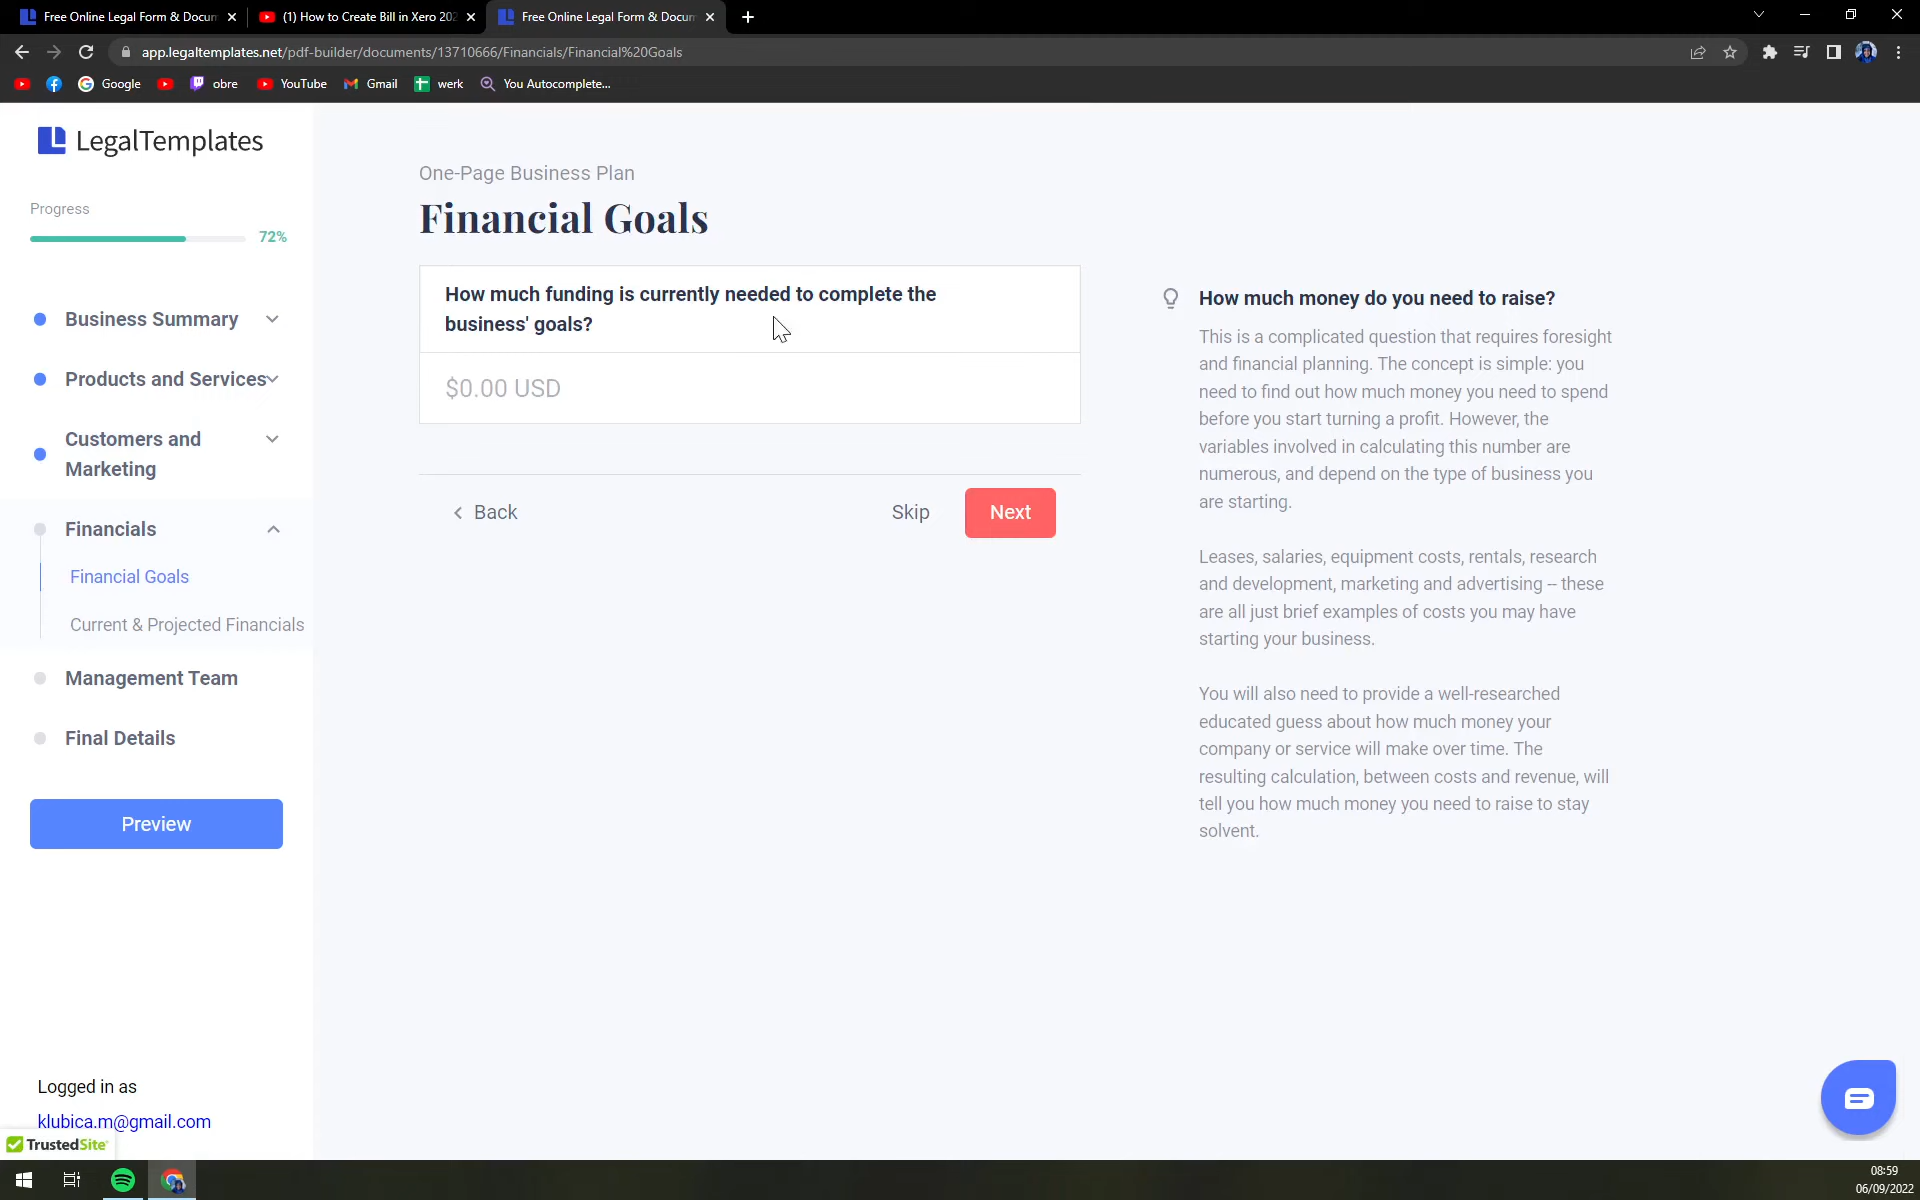 Free Online Legal Form & Docun
(1) How to Create Bill in Xero 202
Free Online Legal Form & Docun
app.legaltemplates.net/pdf-builder/documents/13710666/Financials/Financial%20Goals
Google
obre
YouTube
Gmail
werk
You Autocomplete...
LegalTemplates
Progress
72%
Business Summary
Products and Services
Customers and
Marketing
Financials
Financial Goals
Current & Projected Financials
Management Team
Final Details
Preview
Logged in as
klubica.m@gmail.com
TrustedSite
One-Page Business Plan
Financial Goals
How much funding is currently needed to complete the
business' goals?
$0.00 USD
Back
Skip
Next
How much money do you need to raise?
This is a complicated question that requires foresight
and financial planning. The concept is simple: you
need to find out how much money you need to spend
before you start turning a profit. However, the
variables involved in calculating this number are
numerous, and depend on the type of business you
are starting.
Leases, salaries, equipment costs, rentals, research
and development, marketing and advertising -- these
are all just brief examples of costs you may have
starting your business.
You will also need to provide a well-researched
educated guess about how much money your
company or service will make over time. The
resulting calculation, between costs and revenue, will
tell you how much money you need to raise to stay
solvent.
08:59
06/09/2022